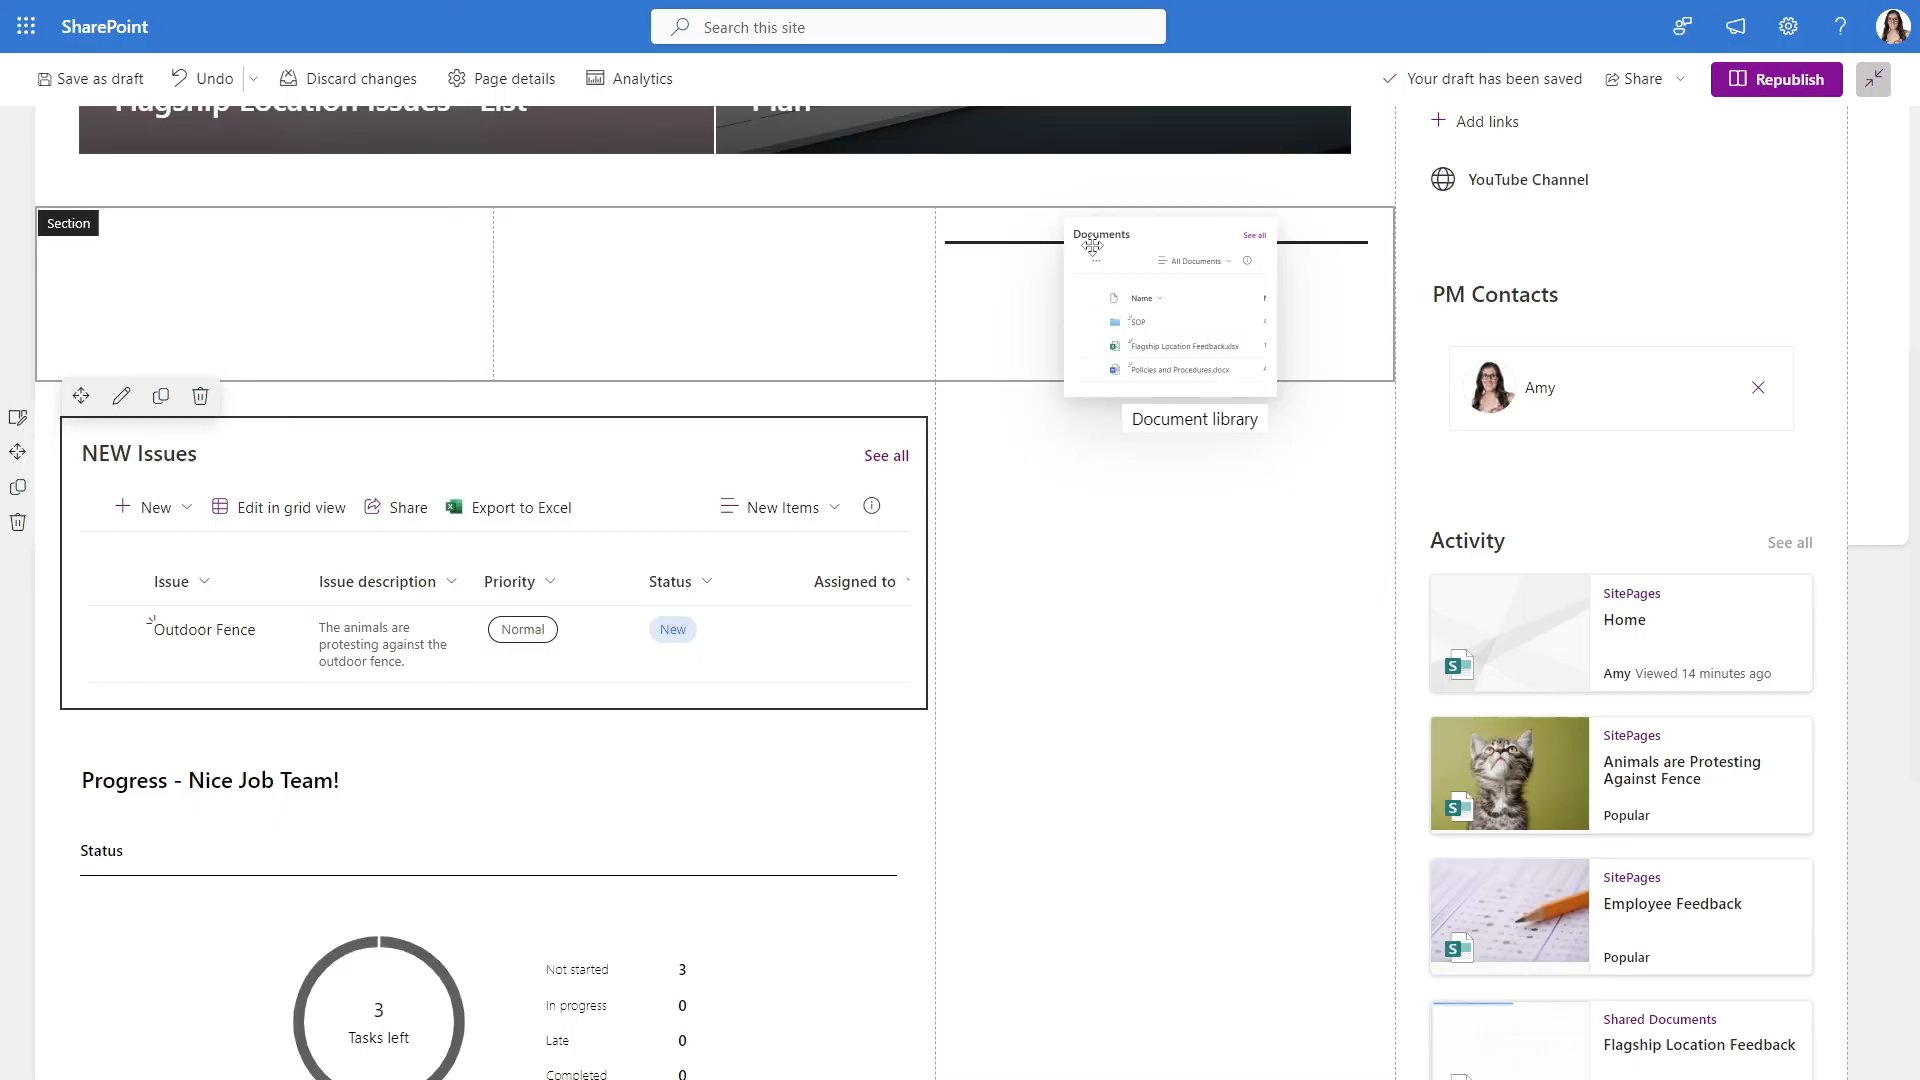 SharePoint
Search this site
Save as draft
Undo
Discard changes
Page details
Analytics
Your draft has been saved
Share
Republish
Flagship Location Issues - List
Plan
Add links
YouTube Channel
Section
Documents
See all
All Documents
Name
SOP
Flagship Location Feedback.xlsx
Policies and Procedures.docx
Document library
PM Contacts
Amy
NEW Issues
See all
New
Edit in grid view
Share
Export to Excel
New Items
Issue
Issue description
Priority
Status
Assigned to
Outdoor Fence
The animals are
protesting against the
outdoor fence.
Normal
New
Progress - Nice Job Team!
Status
3
Tasks left
Not started 3
In progress 0
Late 0
Completed 0
Activity
See all
SitePages
Home
Amy Viewed 14 minutes ago
SitePages
Animals are Protesting
Against Fence
Popular
SitePages
Employee Feedback
Popular
Shared Documents
Flagship Location Feedback